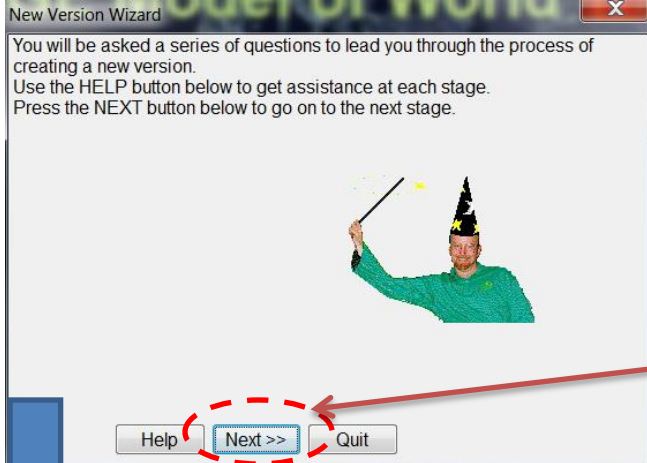 New Version Wizard
You will be asked a series of questions to lead you through the process of
creating a new version.
Use the HELP button below to get assistance at each stage.
Press the NEXT button below to go on to the next stage.
Help
Next >>
Quit